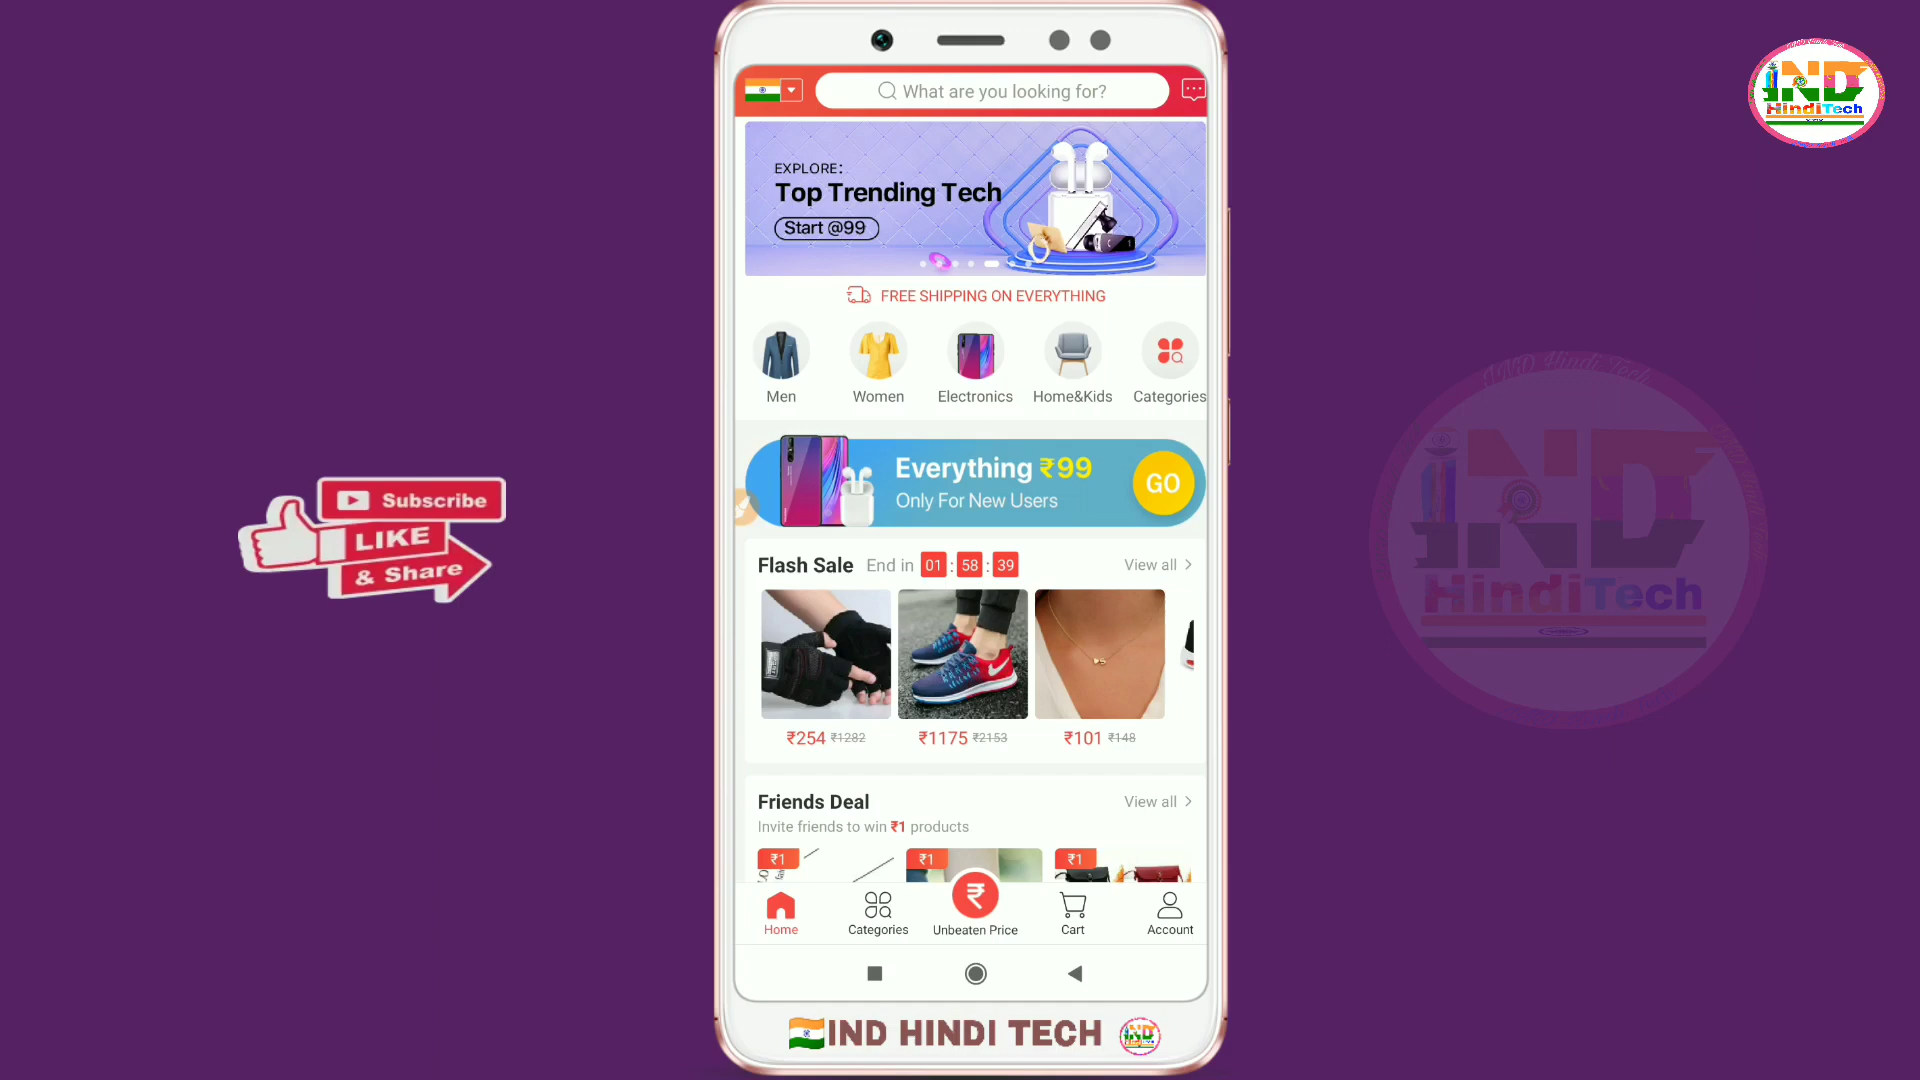 What are you looking for?
EXPLORE:
Top Trending Tech
Start @99
FREE SHIPPING ON EVERYTHING
Men
Women
Electronics
Home&Kids
Categories
Everything ₹99
Only For New Users
GO
Flash Sale End in 01 : 58 : 39
View all
₹254 ₹1282
₹1175 ₹2153
₹101 ₹148
Friends Deal
View all
Invite friends to win ₹1 products
₹1
₹1
₹1
Home
Categories
Unbeaten Price
Cart
Account
IND HINDI TECH
Subscribe
LIKE
& Share
IND
HindiTech
IND
HindiTech